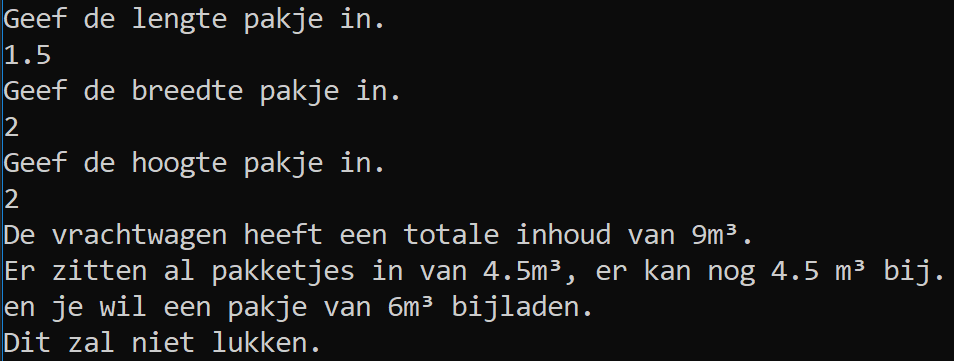 Geef de lengte pakje in.
1.5
Geef de breedte pakje in.
2
Geef de hoogte pakje in.
2
De vrachtwagen heeft een totale inhoud van 9m³.
Er zitten al pakketjes in van 4.5m³, er kan nog 4.5 m³ bij.
en je wil een pakje van 6m³ bijladen.
Dit zal niet lukken.